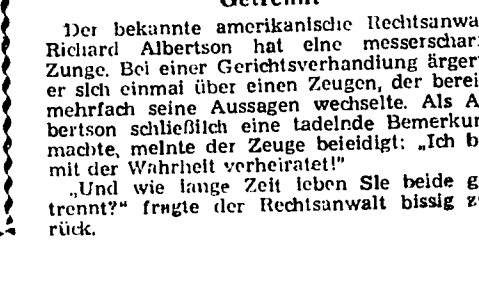 Getrennt
Der bekannte amerikanische Rechtsanwa
Richard Albertson hat eine messerschar
Zunge. Bei einer Gerichtsverhandlung ärger
er sich einmal über einen Zeugen, der berei
mehrfach seine Aussagen wechselte. Als A
bertson schließlich eine tadelnde Bemerkun
machte, meinte der Zeuge beleidigt: „Ich b
mit der Wahrheit verheiratet!"
„Und wie lange Zeit leben Sie beide g
trennt?“ fragte der Rechtsanwalt bissig z
rück.